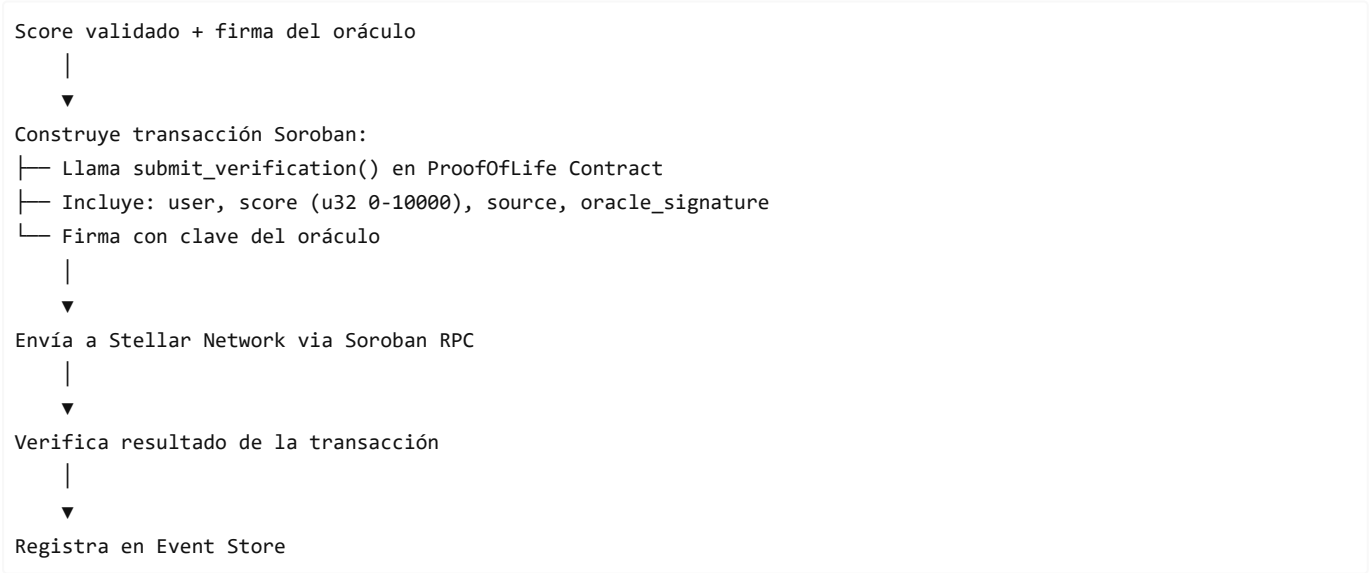 Score validado + firma del oráculo
│
▼
Construye transacción Soroban:
├── Llama submit_verification() en ProofOfLife Contract
├── Incluye: user, score (u32 0-10000), source, oracle_signature
└── Firma con clave del oráculo
│
▼
Envía a Stellar Network via Soroban RPC
│
▼
Verifica resultado de la transacción
│
▼
Registra en Event Store